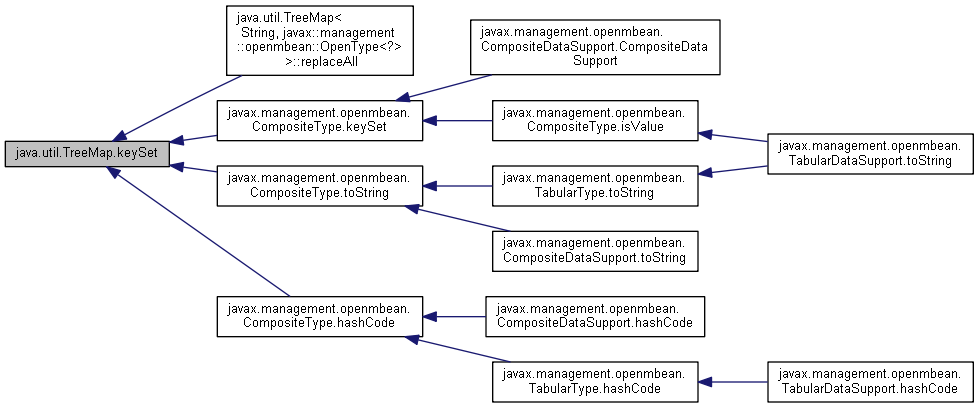 java.util.TreeMap.keySet
java.util.TreeMap<
String, javax::management
::openmbean::OpenType<?>
>::replaceAll
javax.management.openmbean.
CompositeType.keySet
javax.management.openmbean.
CompositeType.toString
javax.management.openmbean.
CompositeType.hashCode
javax.management.openmbean.
CompositeDataSupport.CompositeData
Support
javax.management.openmbean.
CompositeType.isValue
javax.management.openmbean.
TabularType.toString
javax.management.openmbean.
CompositeDataSupport.toString
javax.management.openmbean.
CompositeDataSupport.hashCode
javax.management.openmbean.
TabularType.hashCode
javax.management.openmbean.
TabularDataSupport.toString
javax.management.openmbean.
TabularDataSupport.hashCode